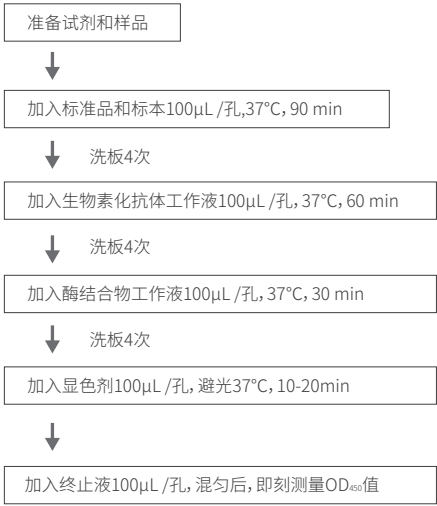 准备试剂和样品
加入标准品和标本100μL /孔,37℃, 90 min
洗板4次
加入生物素化抗体工作液100μL /孔, 37℃, 60 min
洗板4次
加入酶结合物工作液100μL /孔, 37℃, 30 min
洗板4次
加入显色剂100μL /孔, 避光37℃, 10-20min
加入终止液100μL /孔, 混匀后, 即刻测量OD₄₅₀值